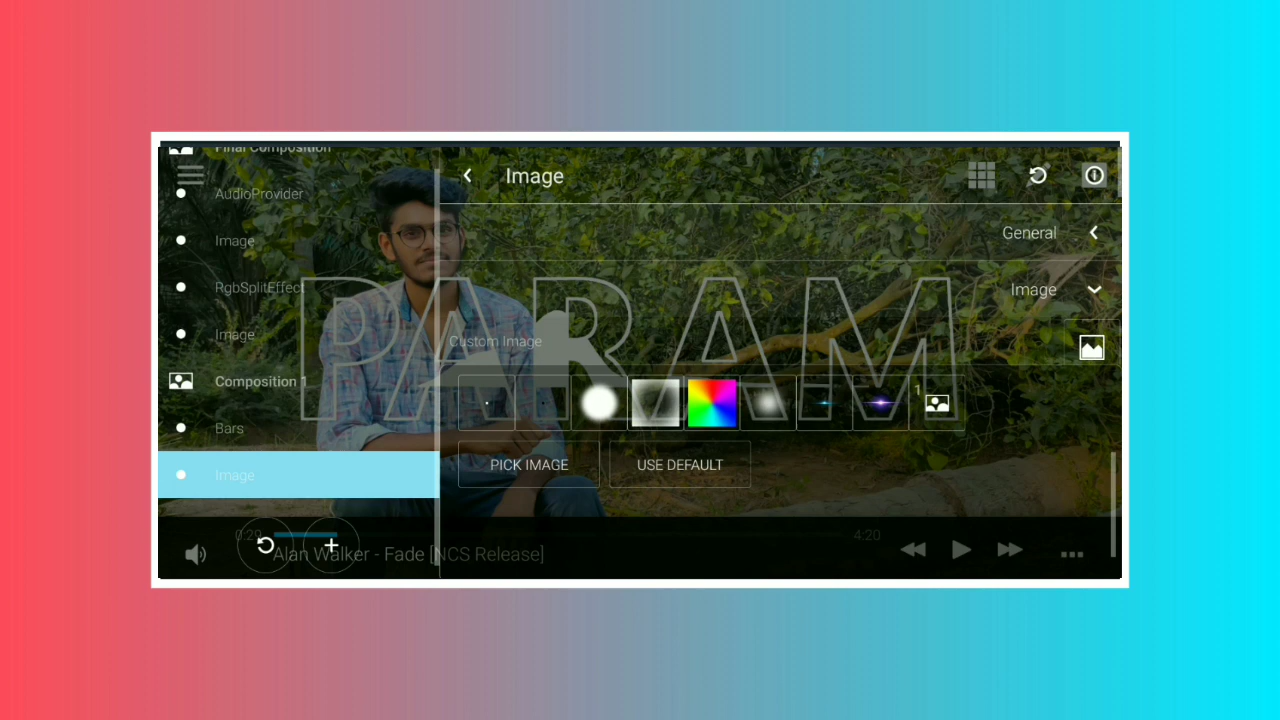 Final Composition
AudioProvider
Image
RgbSplitEffect
Image
Composition 1
Bars
Image
Image
General
Image
PARAM
Custom Image
1
PICK IMAGE
USE DEFAULT
0:29
4:20
Alan Walker - Fade [NCS Release]